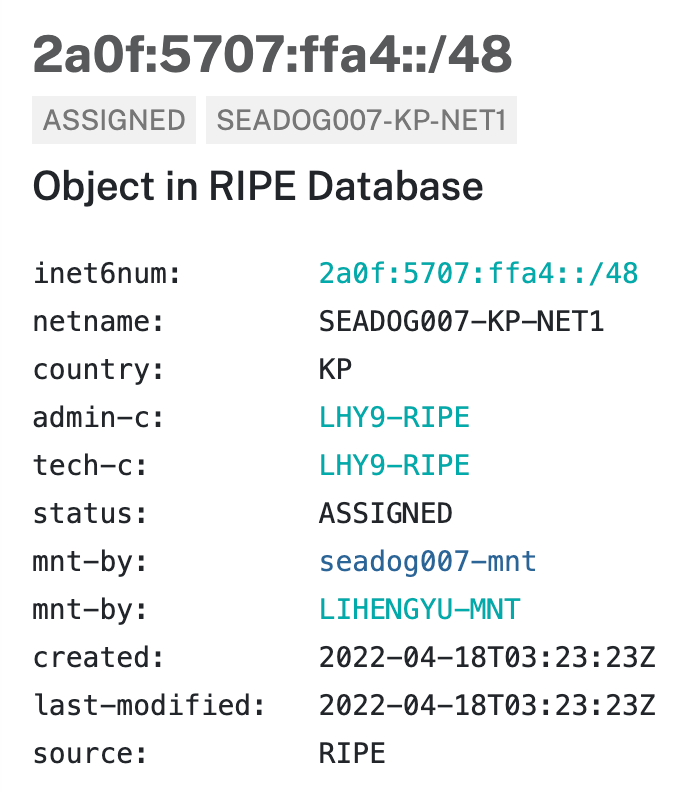 2a0f:5707:ffa4::/48
ASSIGNED SEADOG007-KP-NET1
Object in RIPE Database
inet6num: 2a0f:5707:ffa4::/48
netname: SEADOG007-KP-NET1
country: KP
admin-c: LHY9-RIPE
tech-c: LHY9-RIPE
status: ASSIGNED
mnt-by: seadog007-mnt
mnt-by: LIHENGYU-MNT
created: 2022-04-18T03:23:23Z
last-modified: 2022-04-18T03:23:23Z
source: RIPE